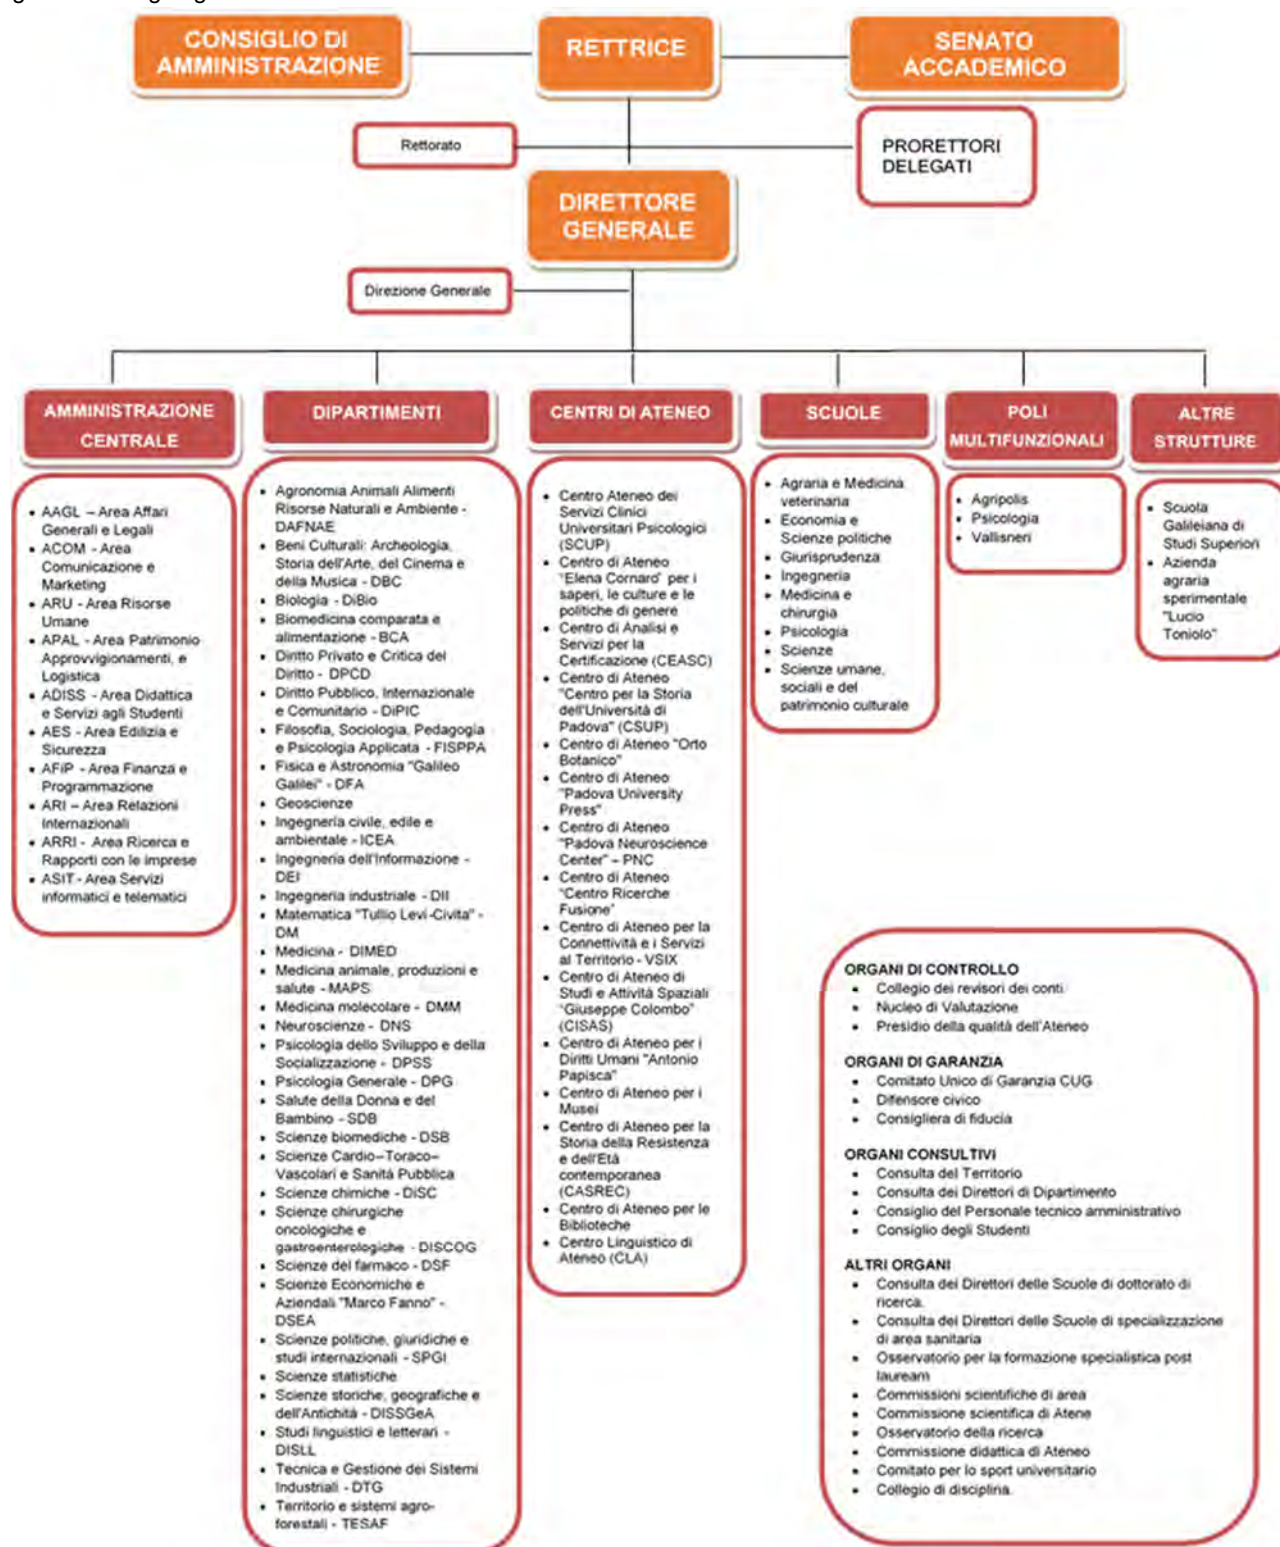 CONSIGLIO DI
AMMINISTRAZIONE
RETTRICE
SENATO
ACCADEMICO
Rettorato
PRORETTORI
DELEGATI
DIRETTORE
GENERALE
Direzione Generale
AMMINISTRAZIONE
CENTRALE
• AAGL – Area Affari
Generali e Legali
• ACOM - Area
Comunicazione e
Marketing
• ARU - Area Risorse
Umane
• APAL - Area Patrimonio
Approvvigionamenti, e
Logistica
• ADISS - Area Didattica
e Servizi agli Studenti
• AES - Area Edilizia e
Sicurezza
• AFiP - Area Finanza e
Programmazione
• ARI – Area Relazioni
Internazionali
• ARRI - Area Ricerca e
Rapporti con le imprese
• ASIT - Area Servizi
informatici e telematici
DIPARTIMENTI
• Agronomia Animali Alimenti
Risorse Naturali e Ambiente -
DAFNAE
• Beni Culturali: Archeologia,
Storia dell'Arte, del Cinema e
della Musica - DBC
• Biologia - DiBio
• Biomedicina comparata e
alimentazione - BCA
• Diritto Privato e Critica del
Diritto - DPCD
• Diritto Pubblico, Internazionale
e Comunitario - DiPIC
• Filosofia, Sociologia, Pedagogia
e Psicologia Applicata - FISPPA
• Fisica e Astronomia "Galileo
Galilei" - DFA
• Geoscienze
• Ingegneria civile, edile e
ambientale - ICEA
• Ingegneria dell'Informazione -
DEI
• Ingegneria industriale - DII
• Matematica "Tullio Levi-Civita" -
DM
• Medicina - DIMED
• Medicina animale, produzioni e
salute - MAPS
• Medicina molecolare - DMM
• Neuroscienze - DNS
• Psicologia dello Sviluppo e della
Socializzazione - DPSS
• Psicologia Generale - DPG
• Salute della Donna e del
Bambino - SDB
• Scienze biomediche - DSB
• Scienze Cardio–Toraco–
Vascolari e Sanità Pubblica
• Scienze chimiche - DiSC
• Scienze chirurgiche
oncologiche e
gastroenterologiche - DISCOG
• Scienze del farmaco - DSF
• Scienze Economiche e
Aziendali "Marco Fanno" -
DSEA
• Scienze politiche, giuridiche e
studi internazionali - SPGI
• Scienze statistiche
• Scienze storiche, geografiche e
dell'Antichità - DISSGeA
• Studi linguistici e letterari -
DISLL
• Tecnica e Gestione dei Sistemi
Industriali - DTG
• Territorio e sistemi agro-
forestali - TESAF
CENTRI DI ATENEO
• Centro Ateneo dei
Servizi Clinici
Universitari Psicologici
(SCUP)
• Centro di Ateneo
"Elena Cornaro" per i
saperi, le culture e le
politiche di genere
• Centro di Analisi e
Servizi per la
Certificazione (CEASC)
• Centro di Ateneo
"Centro per la Storia
dell'Università di
Padova" (CSUP)
• Centro di Ateneo "Orto
Botanico"
• Centro di Ateneo
"Padova University
Press"
• Centro di Ateneo
"Padova Neuroscience
Center" – PNC
• Centro di Ateneo
"Centro Ricerche
Fusione"
• Centro di Ateneo per la
Connettività e i Servizi
al Territorio - VSIX
• Centro di Ateneo di
Studi e Attività Spaziali
"Giuseppe Colombo"
(CISAS)
• Centro di Ateneo per i
Diritti Umani "Antonio
Papisca"
• Centro di Ateneo per i
Musei
• Centro di Ateneo per la
Storia della Resistenza
e dell'Età
contemporanea
(CASREC)
• Centro di Ateneo per le
Biblioteche
• Centro Linguistico di
Ateneo (CLA)
SCUOLE
• Agraria e Medicina
veterinaria
• Economia e
Scienze politiche
• Giurisprudenza
• Ingegneria
• Medicina e
chirurgia
• Psicologia
• Scienze
• Scienze umane,
sociali e del
patrimonio culturale
POLI
MULTIFUNZIONALI
• Agripolis
• Psicologia
• Vallisneri
ALTRE
STRUTTURE
• Scuola
Galileiana di
Studi Superiori
• Azienda
agraria
sperimentale
"Lucio
Toniolo"
ORGANI DI CONTROLLO
• Collegio dei revisori dei conti
• Nucleo di Valutazione
• Presidio della qualità dell'Ateneo
ORGANI DI GARANZIA
• Comitato Unico di Garanzia CUG
• Difensore civico
• Consigliera di fiducia
ORGANI CONSULTIVI
• Consulta del Territorio
• Consulta dei Direttori di Dipartimento
• Consiglio del Personale tecnico amministrativo
• Consiglio degli Studenti
ALTRI ORGANI
• Consulta dei Direttori delle Scuole di dottorato di
ricerca.
• Consulta dei Direttori delle Scuole di specializzazione
di area sanitaria
• Osservatorio per la formazione specialistica post
lauream
• Commissioni scientifiche di area
• Commissione scientifica di Atene
• Osservatorio della ricerca
• Commissione didattica di Ateneo
• Comitato per lo sport universitario
• Collegio di disciplina.